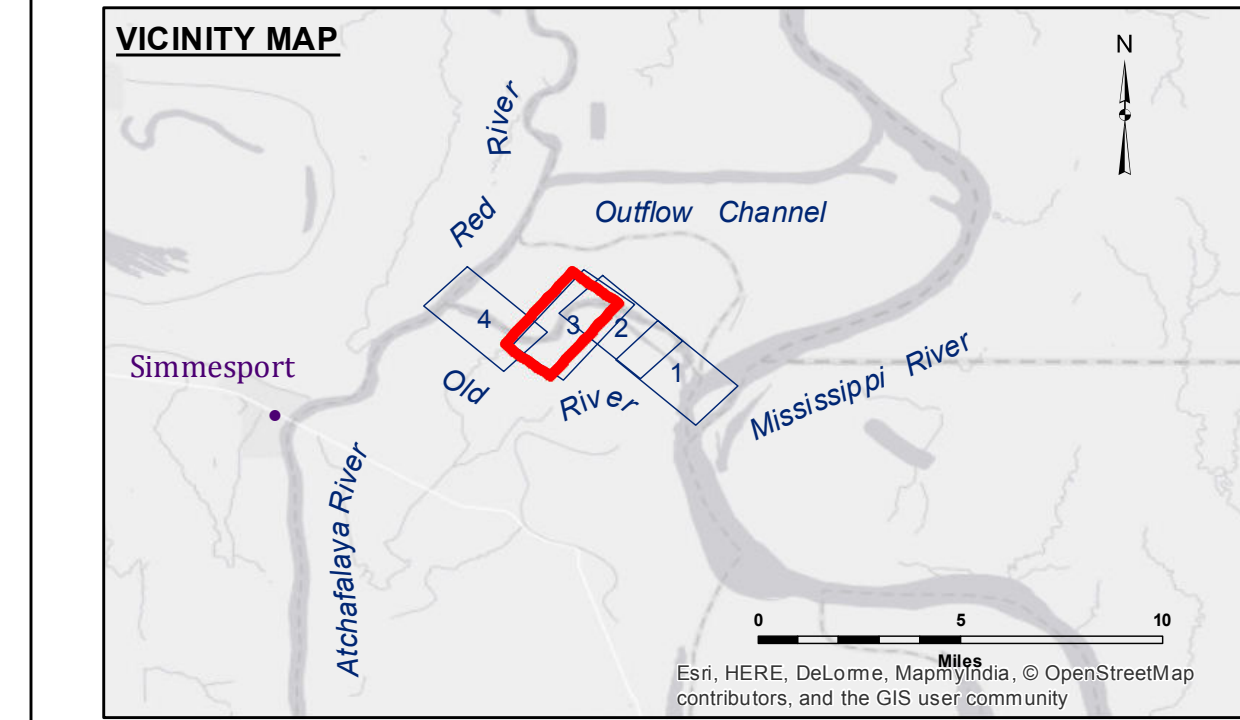 VICINITY MAP
N
Red River
Outflow Channel
4
3
2
1
Simmesport
Old River
Mississippi River
Atchafalaya River
0 5 10
Miles
Esri, HERE, DeLorme, MapmyIndia, © OpenStreetMap
contributors, and the GIS user community